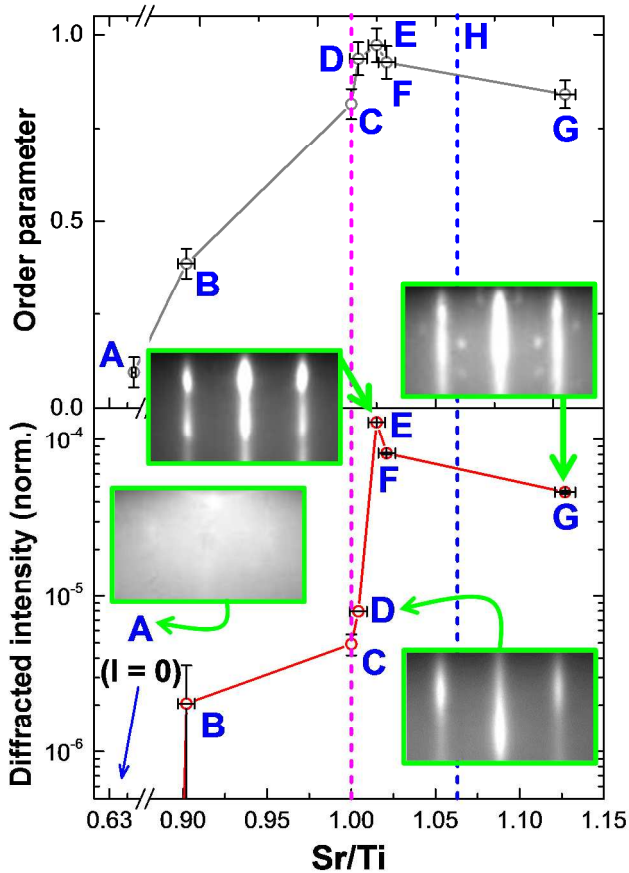 1.0
E
H
D
F
C
G
Order parameter
0.5
B
A
0.0
10⁻⁴
E
F
G
Diffracted intensity (norm.)
10⁻⁵
A
D
C
(I = 0)
B
10⁻⁶
0.63 0.90 0.95 1.00 1.05 1.10 1.15
Sr/Ti